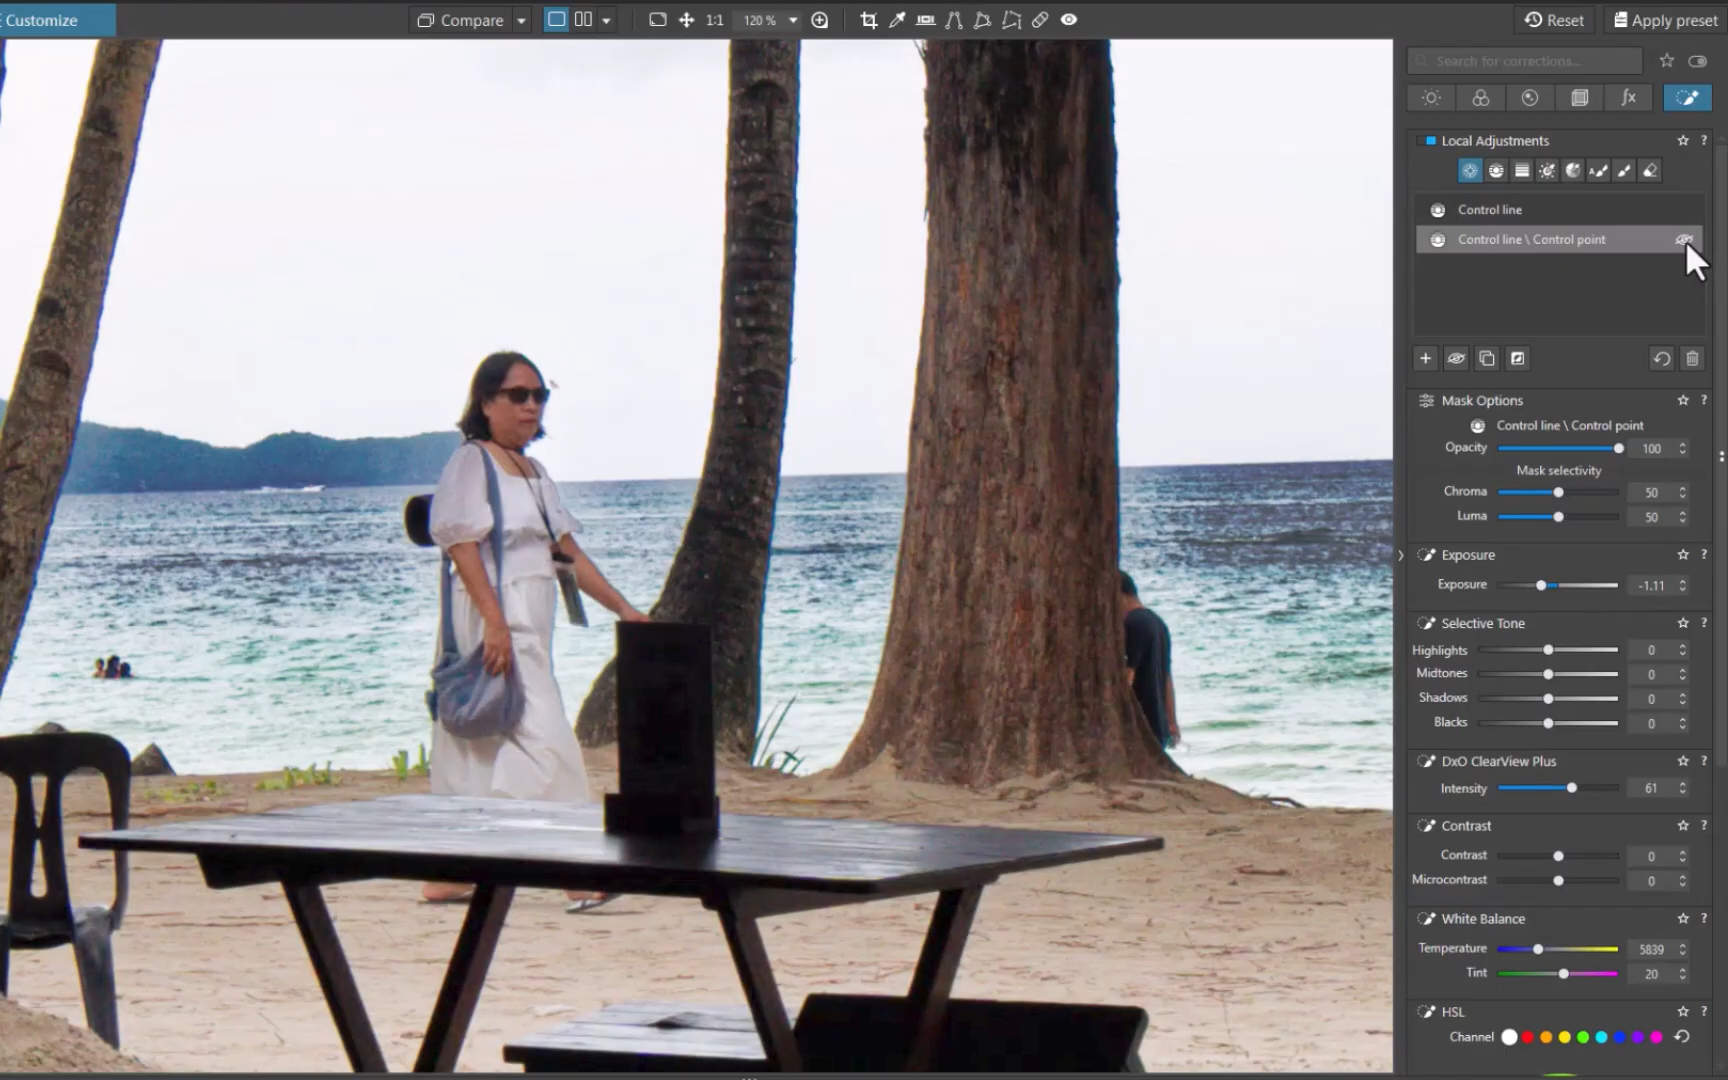 Customize
Compare
1:1
120 %
Reset
Apply preset
Search for corrections...
fx
Local Adjustments
?
A
Control line
Control line \ Control point
Mask Options
?
Control line \ Control point
Opacity
100
Mask selectivity
Chroma
50
Luma
50
Exposure
?
Exposure
-1.11
Selective Tone
?
Highlights
0
Midtones
0
Shadows
0
Blacks
0
DxO ClearView Plus
?
Intensity
61
Contrast
?
Contrast
0
Microcontrast
0
White Balance
?
Temperature
5839
Tint
20
HSL
?
Channel